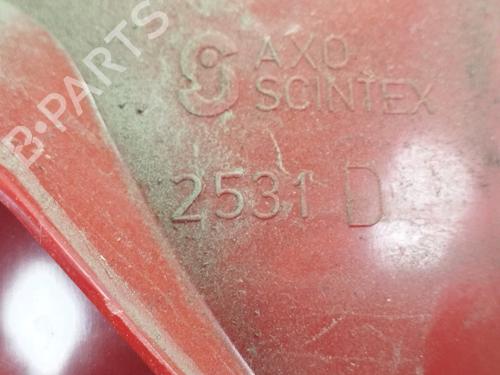 AXO
SCINTEX
2531 D
B-PARTS